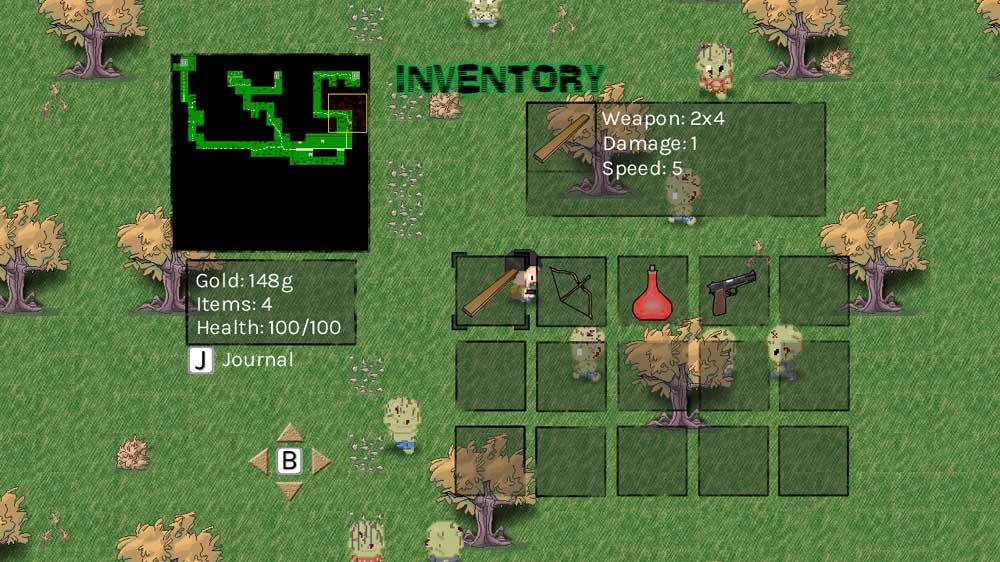 INVENTORY
Weapon: 2x4
Damage: 1
Speed: 5
Gold: 148g
Items: 4
Health: 100/100
J Journal
B